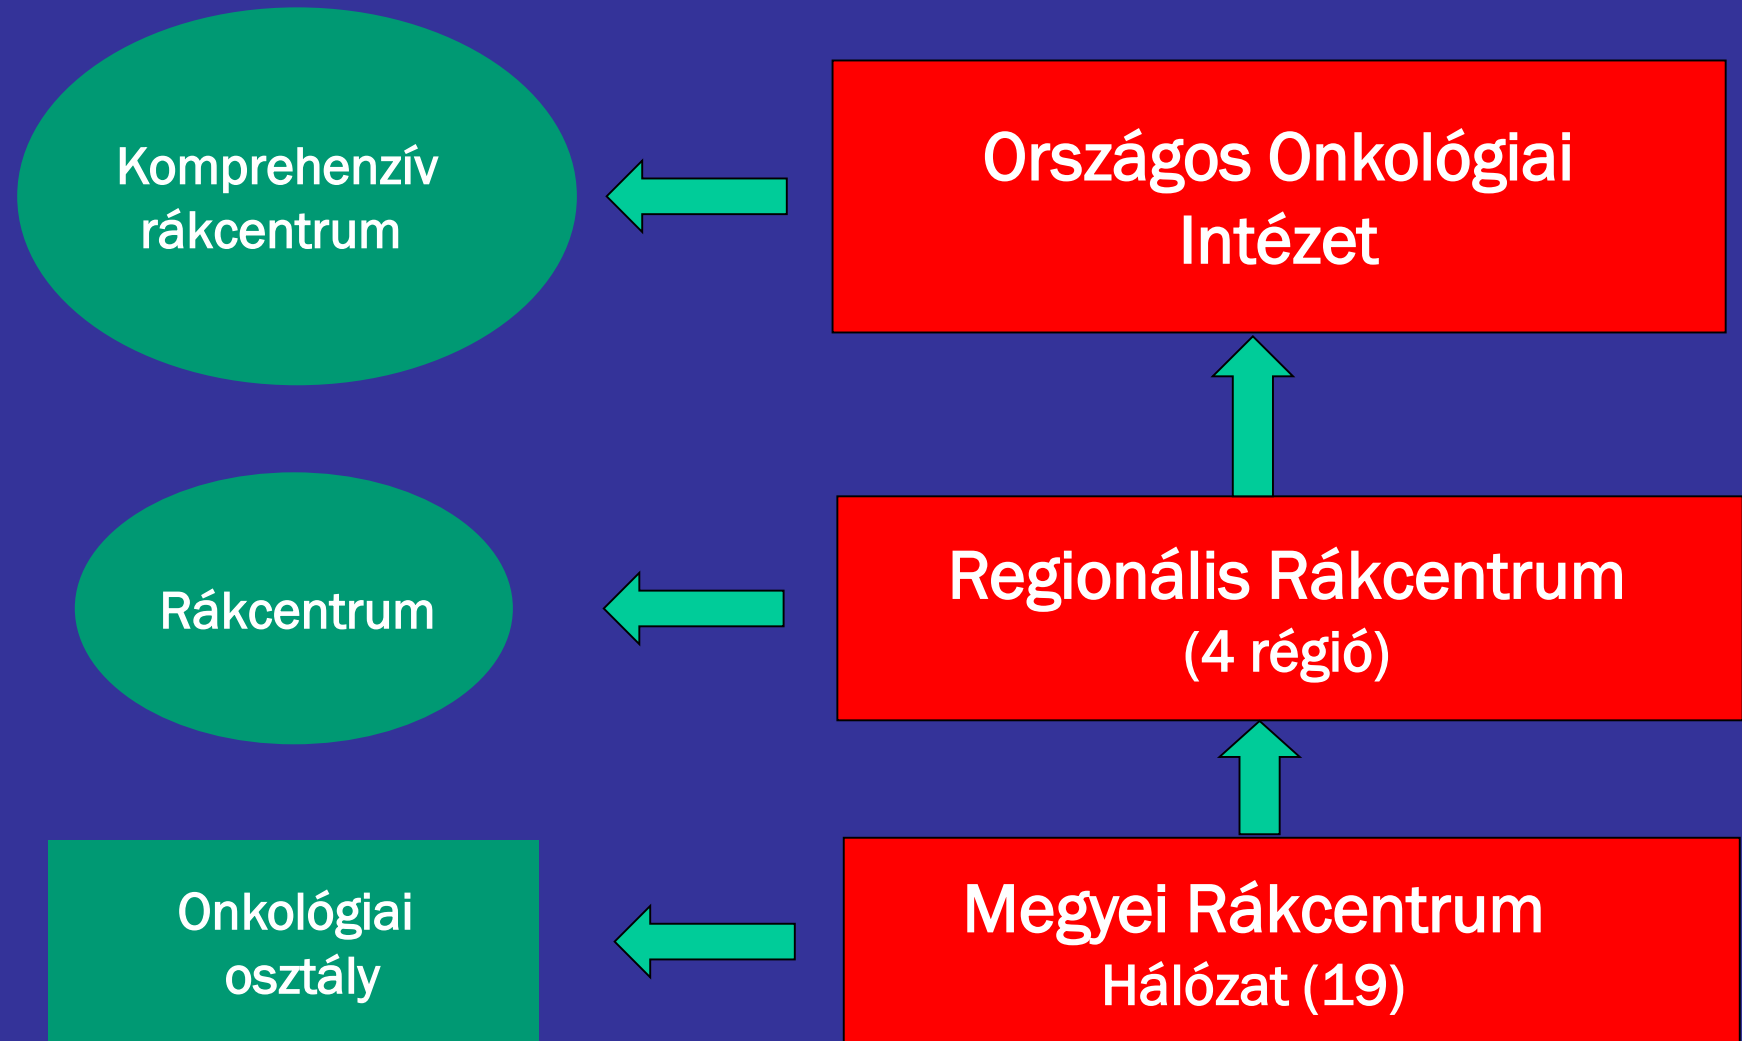 Komprehenzív
rákcentrum
Országos Onkológiai
Intézet
Rákcentrum
Regionális Rákcentrum
(4 régió)
Onkológiai
osztály
Megyei Rákcentrum
Hálózat (19)